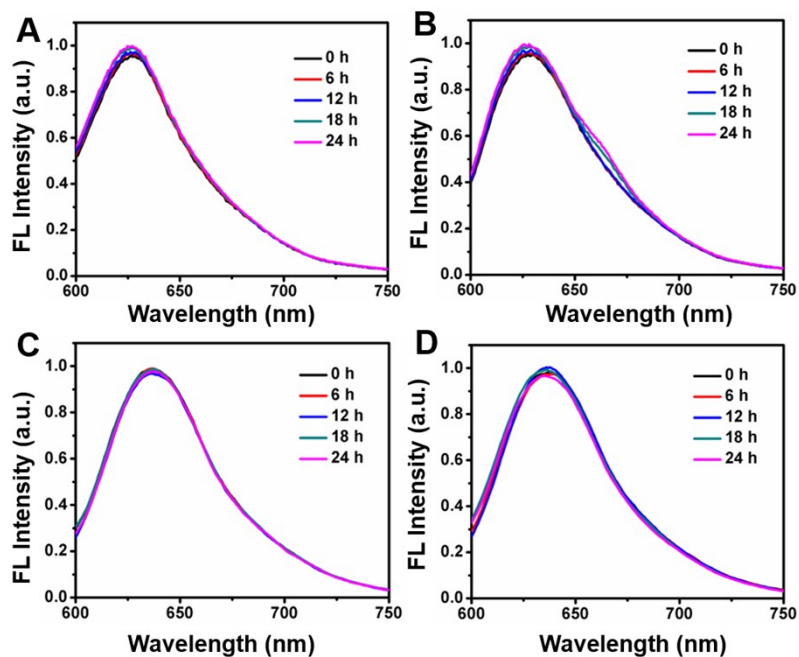 A
FL Intensity (a.u.)
1.0
0.8
0.6
0.4
0.2
0.0
0 h
6 h
12 h
18 h
24 h
600
650
700
750
Wavelength (nm)
B
FL Intensity (a.u.)
1.0
0.8
0.6
0.4
0.2
0.0
0 h
6 h
12 h
18 h
24 h
600
650
700
750
Wavelength (nm)
C
FL Intensity (a.u.)
1.0
0.8
0.6
0.4
0.2
0.0
0 h
6 h
12 h
18 h
24 h
600
650
700
750
Wavelength (nm)
D
FL Intensity (a.u.)
1.0
0.8
0.6
0.4
0.2
0.0
0 h
6 h
12 h
18 h
24 h
600
650
700
750
Wavelength (nm)